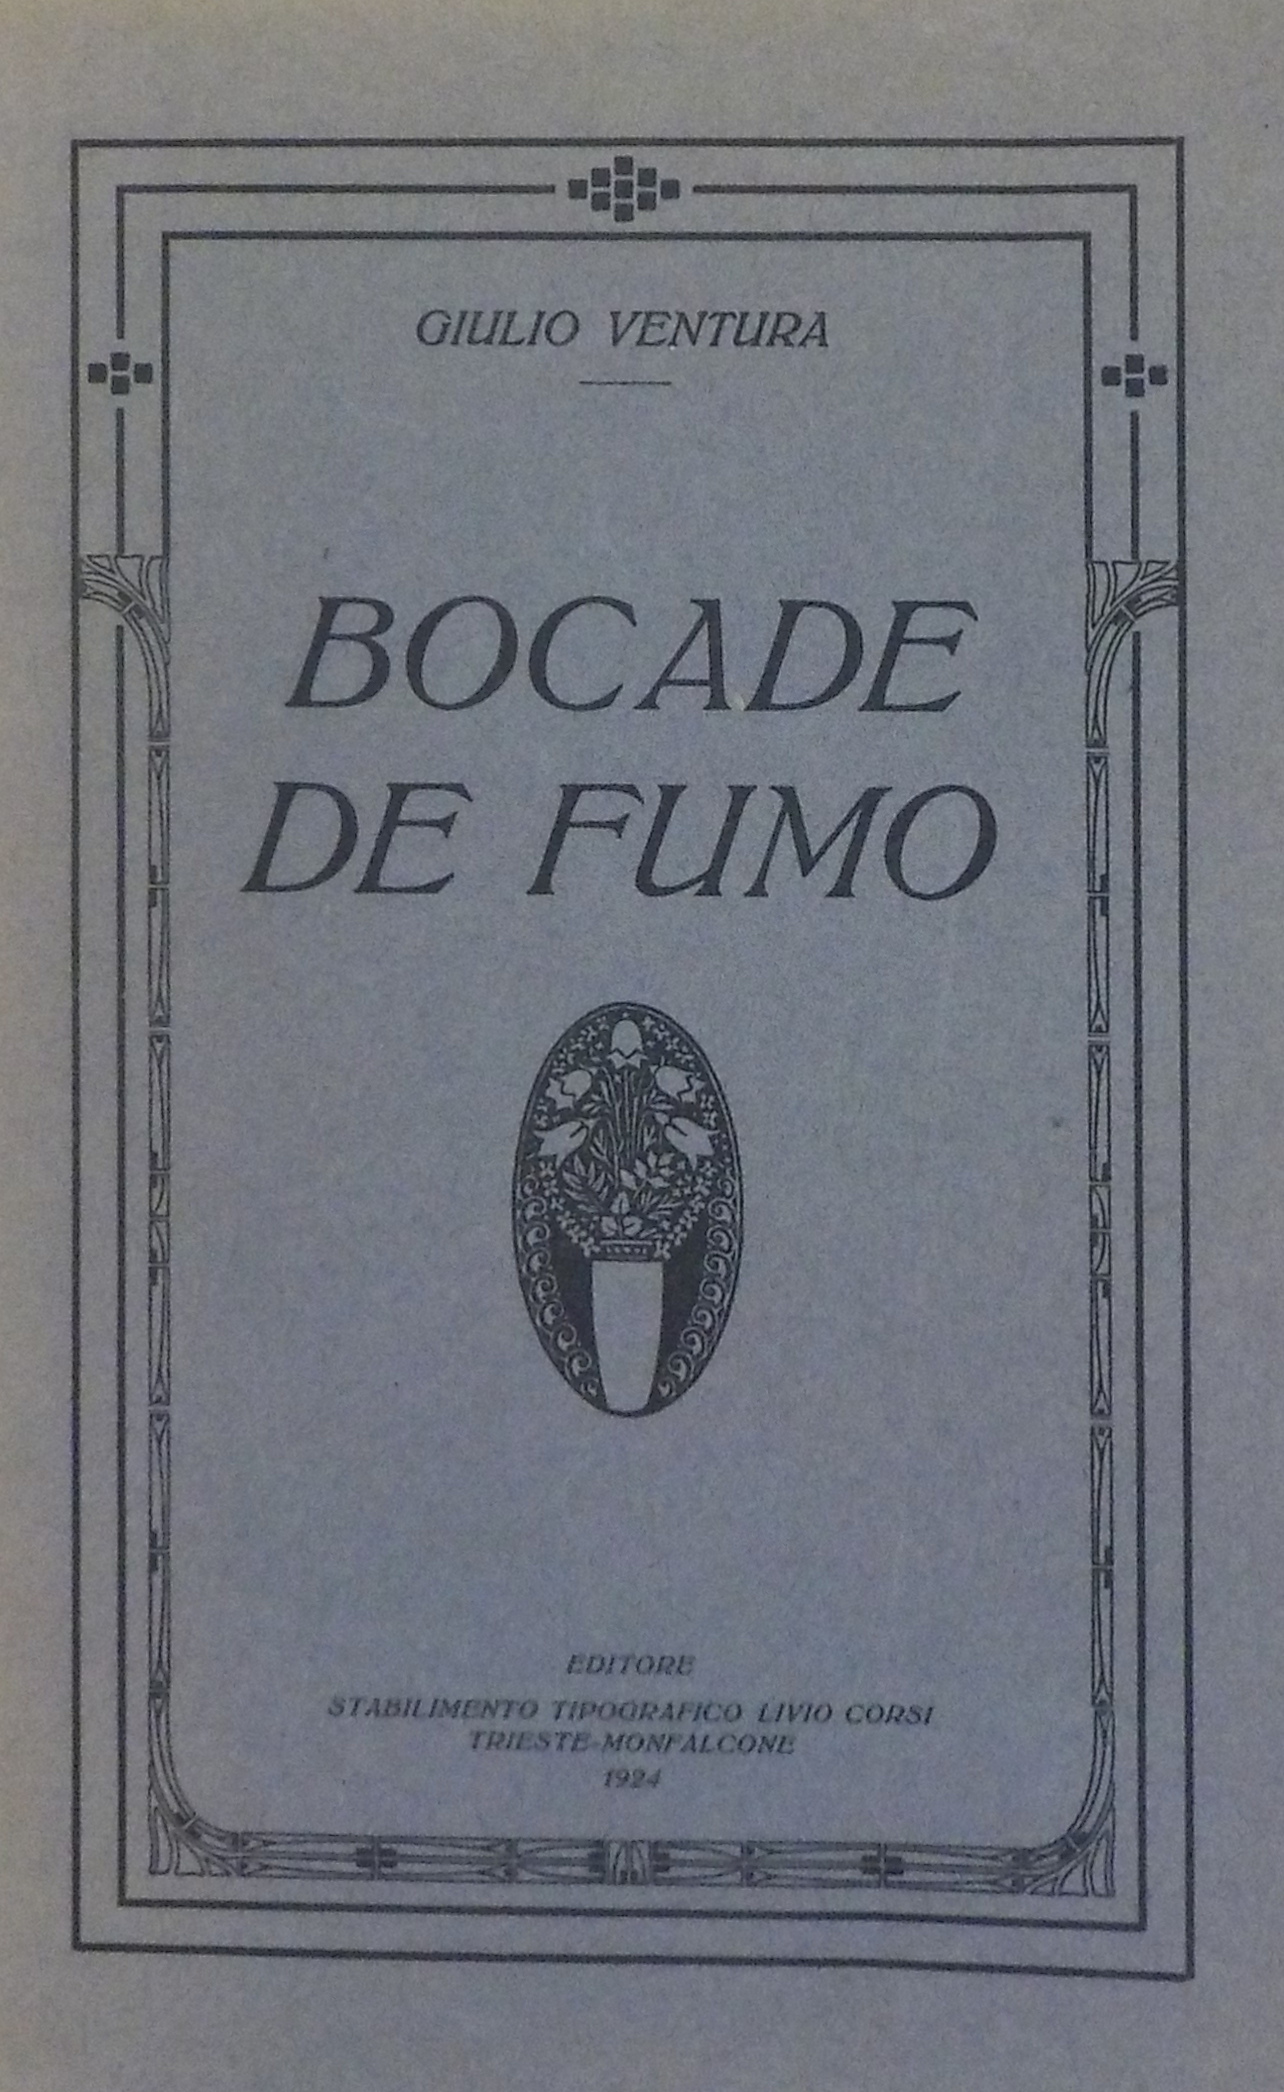 GIULIO VENTURA
BOCADE
DE FUMO
EDITORE
STABILIMENTO TIPOGRAFICO LIVIO CORSI
TRIESTE-MONFALCONE
1924